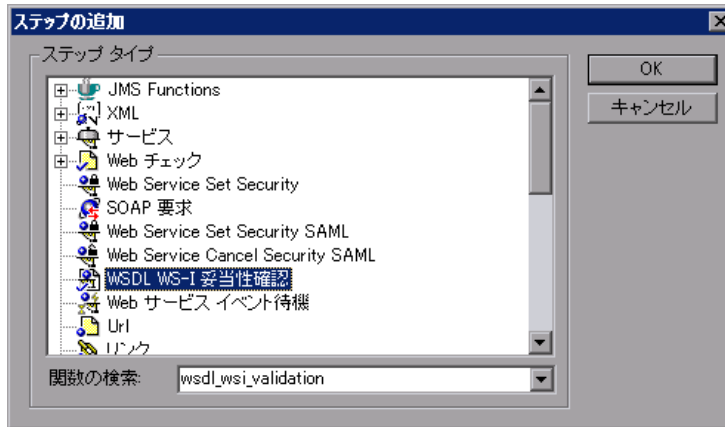 ステップの追加
ステップ タイプ
JMS Functions
XML
サービス
Web チェック
Web Service Set Security
SOAP 要求
Web Service Set Security SAML
Web Service Cancel Security SAML
WSDL WS-I 妥当性確認
Web サービス イベント待機
Url
リンク
関数の検索:
wsdl_wsi_validation
OK
キャンセル